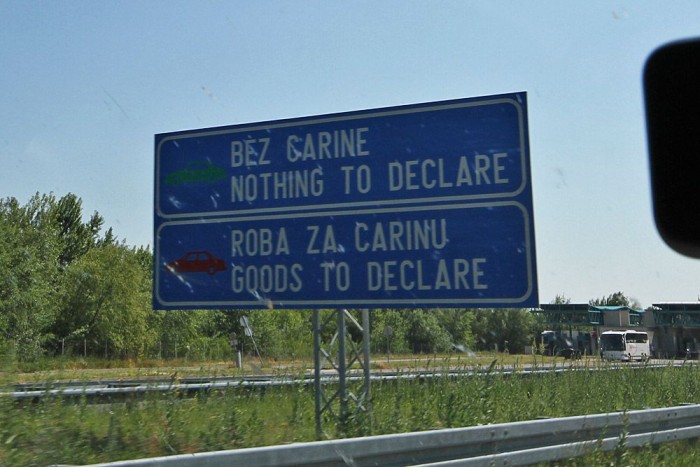 BEZ CARINE
NOTHING TO DECLARE
ROBA ZA CARINU
GOODS TO DECLARE